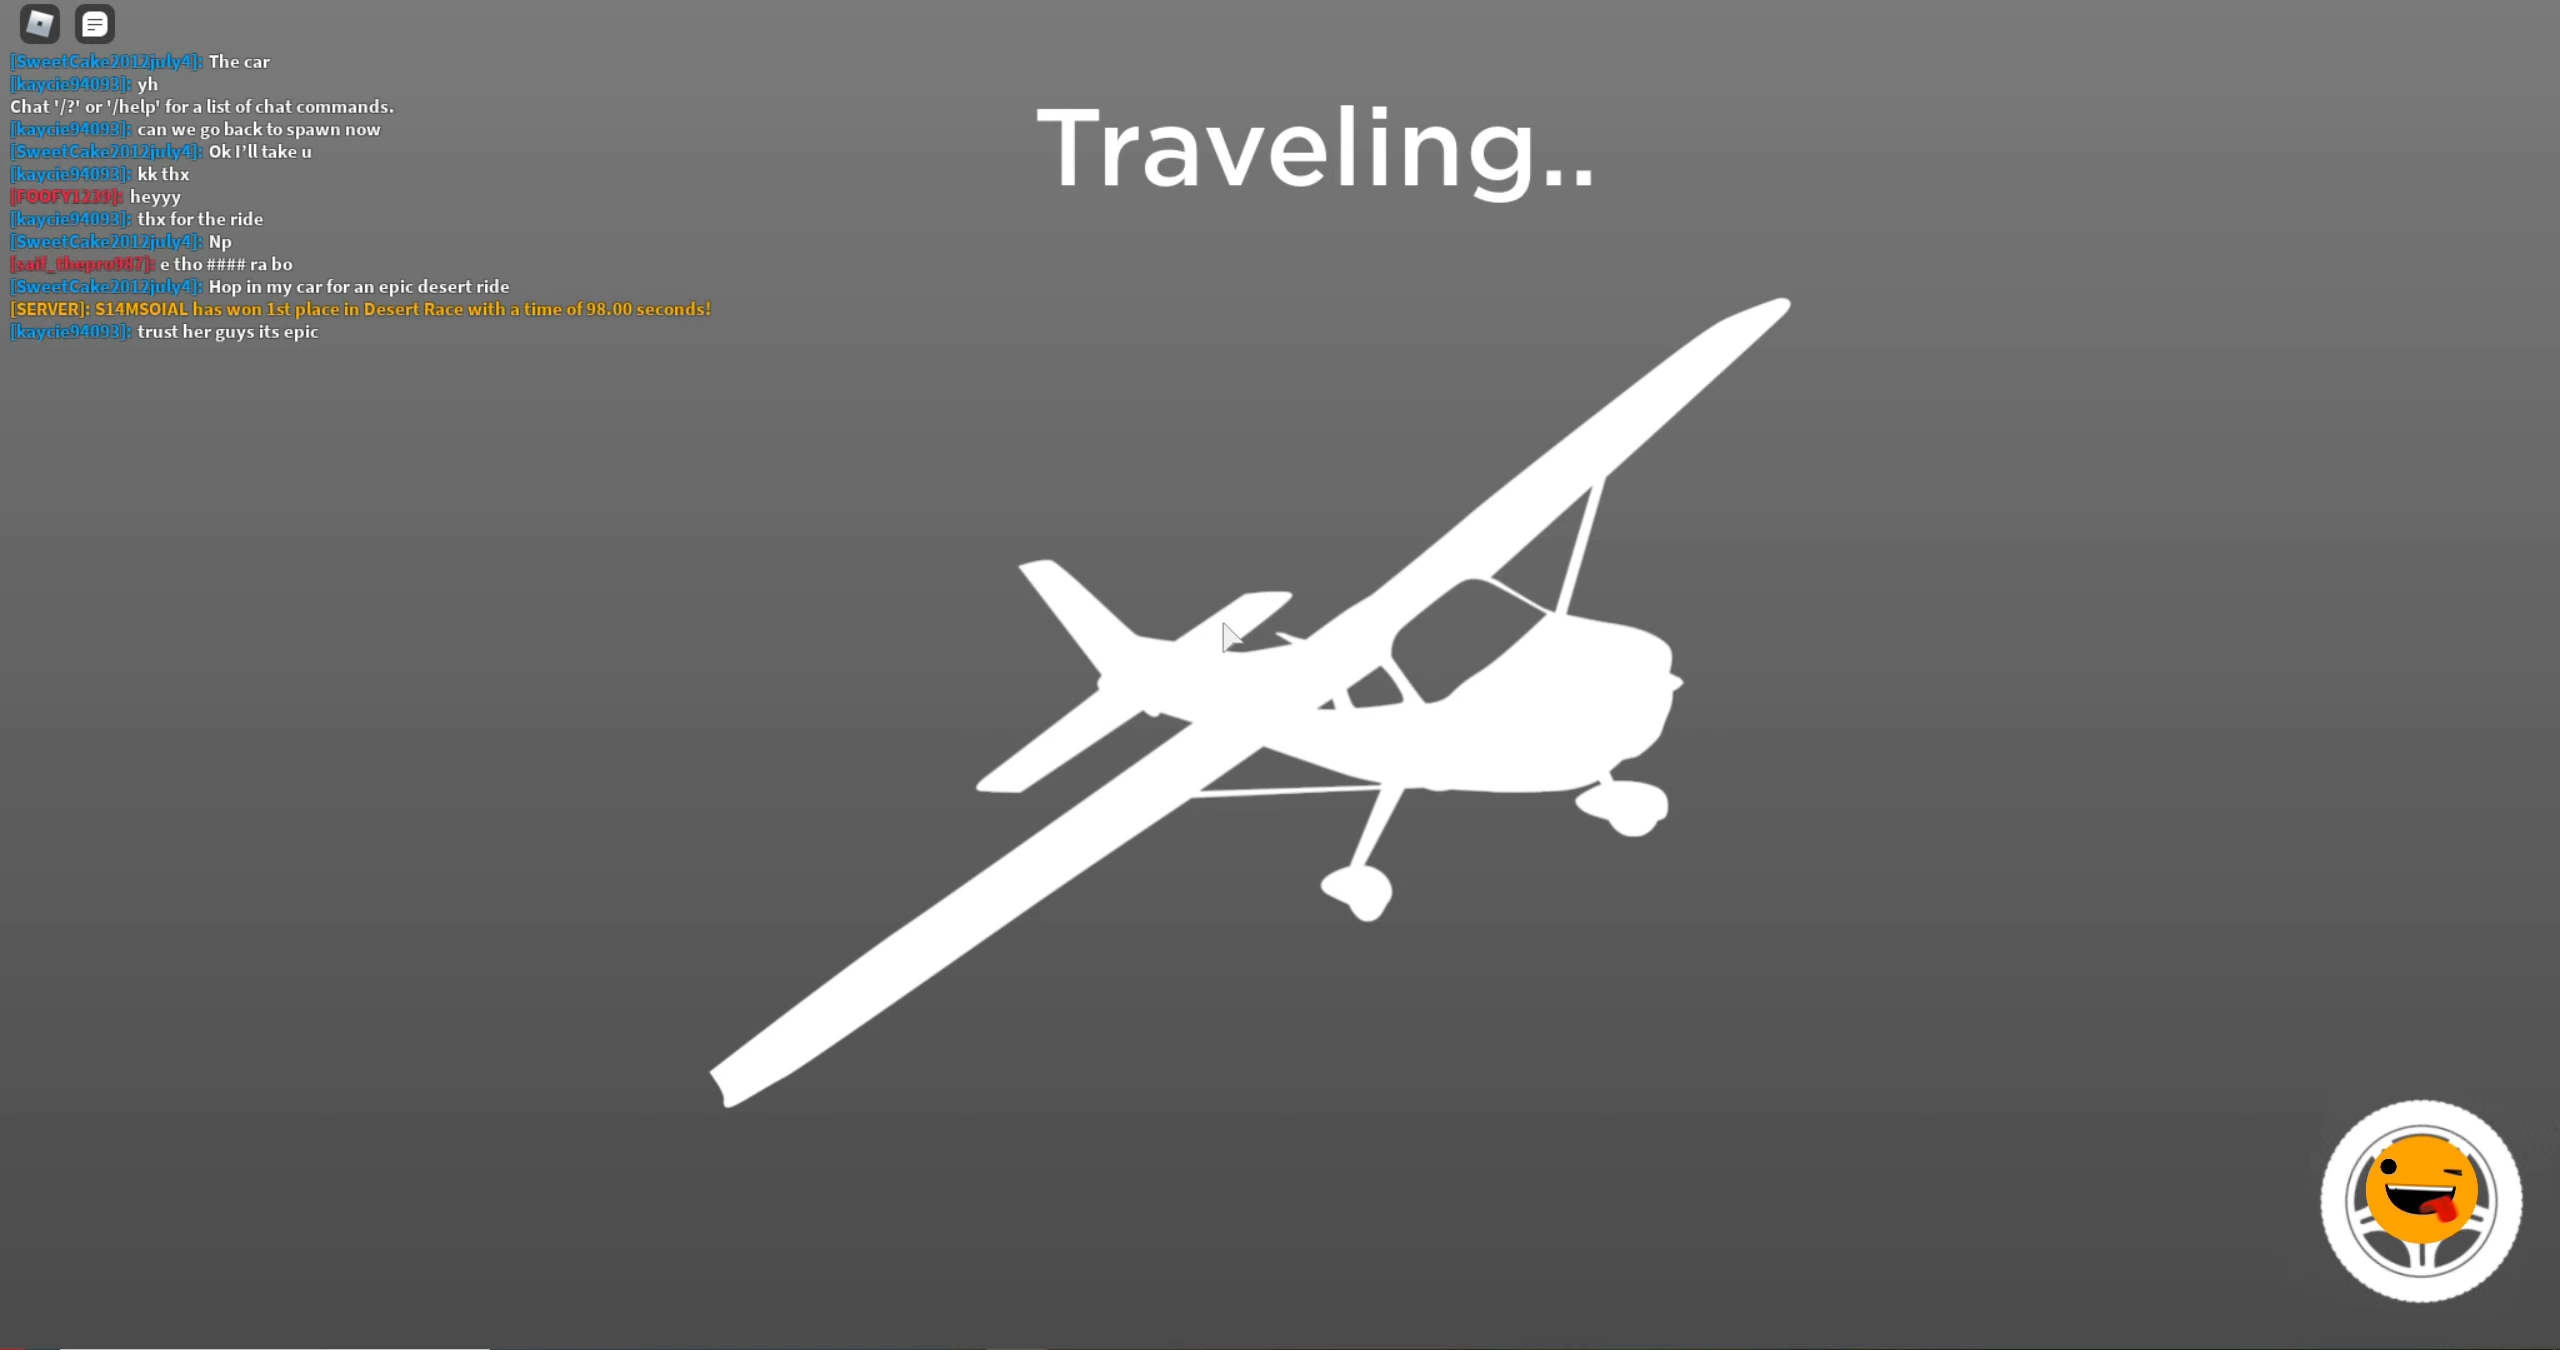 [SweetCake2012july4]: The car
[kaycie94093]: yh
Chat '/?' or '/help' for a list of chat commands.
[kaycie94093]: can we go back to spawn now
[SweetCake2012july4]: Ok I’ll take u
[kaycie94093]: kk thx
[FOOFY1239]: heyyy
[kaycie94093]: thx for the ride
[SweetCake2012july4]: Np
[saif_thepro987]: e tho #### ra bo
[SweetCake2012july4]: Hop in my car for an epic desert ride
[SERVER]: S14MSOIAL has won 1st place in Desert Race with a time of 98.00 seconds!
[kaycie94093]: trust her guys its epic
Traveling..